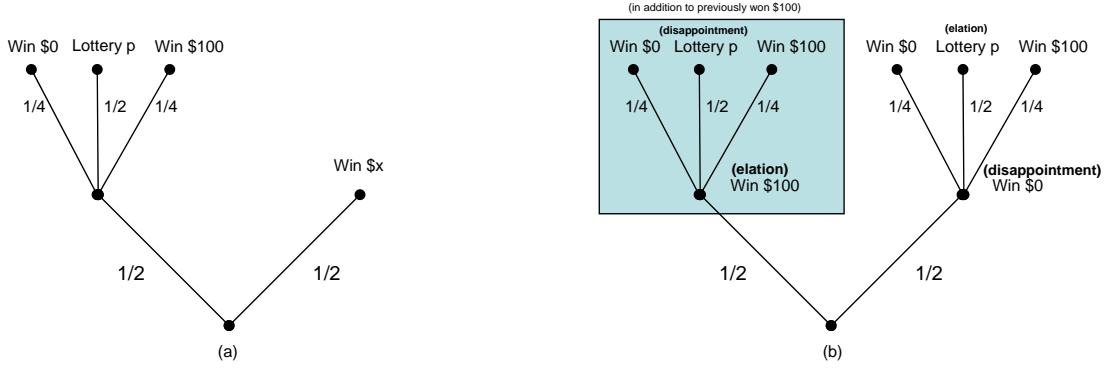 (in addition to previously won $100)
(disappointment)
(elation)
Win $0 Lottery p Win $100
Win $0 Lottery p Win $100
Win $0 Lottery p Win $100
1/4 1/2 1/4
1/4 1/2 1/4
1/4 1/2 1/4
Win $x
(elation)
Win $100
(disappointment)
Win $0
1/2 1/2
1/2 1/2
(a)
(b)